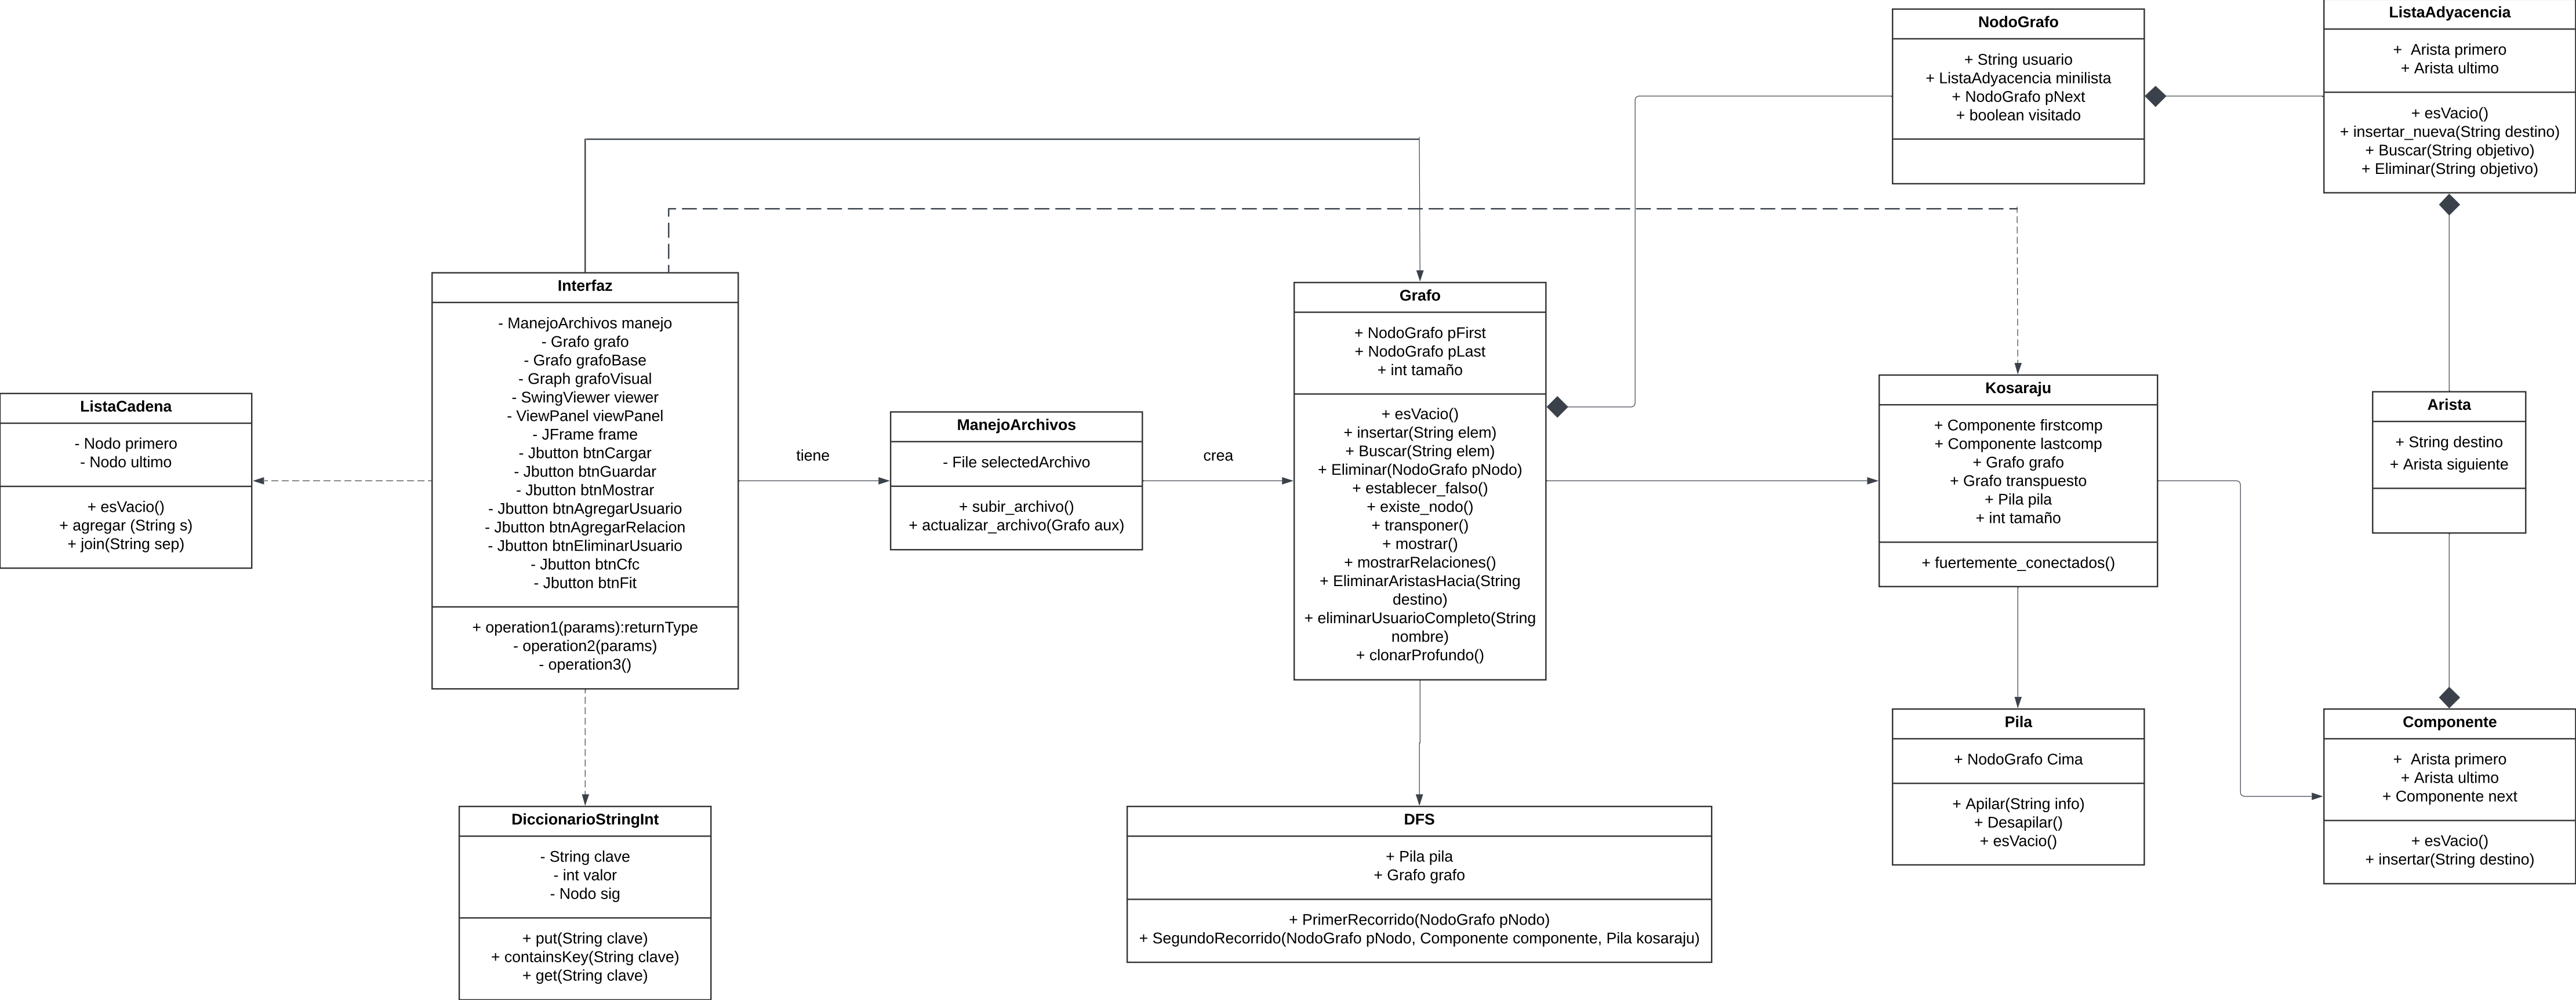 NodoGrafo
+ String usuario
+ ListaAdyacencia minilista
+ NodoGrafo pNext
+ boolean visitado
ListaAdyacencia
+ Arista primero
+ Arista ultimo
+ esVacio()
+ insertar_nueva(String destino)
+ Buscar(String objetivo)
+ Eliminar(String objetivo)
Interfaz
- ManejoArchivos manejo
- Grafo grafo
- Grafo grafoBase
- Graph grafoVisual
- SwingViewer viewer
- ViewPanel viewPanel
- JFrame frame
- Jbutton btnCargar
- Jbutton btnGuardar
- Jbutton btnMostrar
- Jbutton btnAgregarUsuario
- Jbutton btnAgregarRelacion
- Jbutton btnEliminarUsuario
- Jbutton btnCfc
- Jbutton btnFit
+ operation1(params):returnType
- operation2(params)
- operation3()
ListaCadena
- Nodo primero
- Nodo ultimo
+ esVacio()
+ agregar (String s)
+ join(String sep)
tiene
ManejoArchivos
- File selectedArchivo
+ subir_archivo()
+ actualizar_archivo(Grafo aux)
crea
Grafo
+ NodoGrafo pFirst
+ NodoGrafo pLast
+ int tamaño
+ esVacio()
+ insertar(String elem)
+ Buscar(String elem)
+ Eliminar(NodoGrafo pNodo)
+ establecer_falso()
+ existe_nodo()
+ transponer()
+ mostrar()
+ mostrarRelaciones()
+ EliminarAristasHacia(String
destino)
+ eliminarUsuarioCompleto(String
nombre)
+ clonarProfundo()
Kosaraju
+ Componente firstcomp
+ Componente lastcomp
+ Grafo grafo
+ Grafo transpuesto
+ Pila pila
+ int tamaño
+ fuertemente_conectados()
Arista
+ String destino
+ Arista siguiente
DiccionarioStringInt
- String clave
- int valor
- Nodo sig
+ put(String clave)
+ containsKey(String clave)
+ get(String clave)
DFS
+ Pila pila
+ Grafo grafo
+ PrimerRecorrido(NodoGrafo pNodo)
+ SegundoRecorrido(NodoGrafo pNodo, Componente componente, Pila kosaraju)
Pila
+ NodoGrafo Cima
+ Apilar(String info)
+ Desapilar()
+ esVacio()
Componente
+ Arista primero
+ Arista ultimo
+ Componente next
+ esVacio()
+ insertar(String destino)